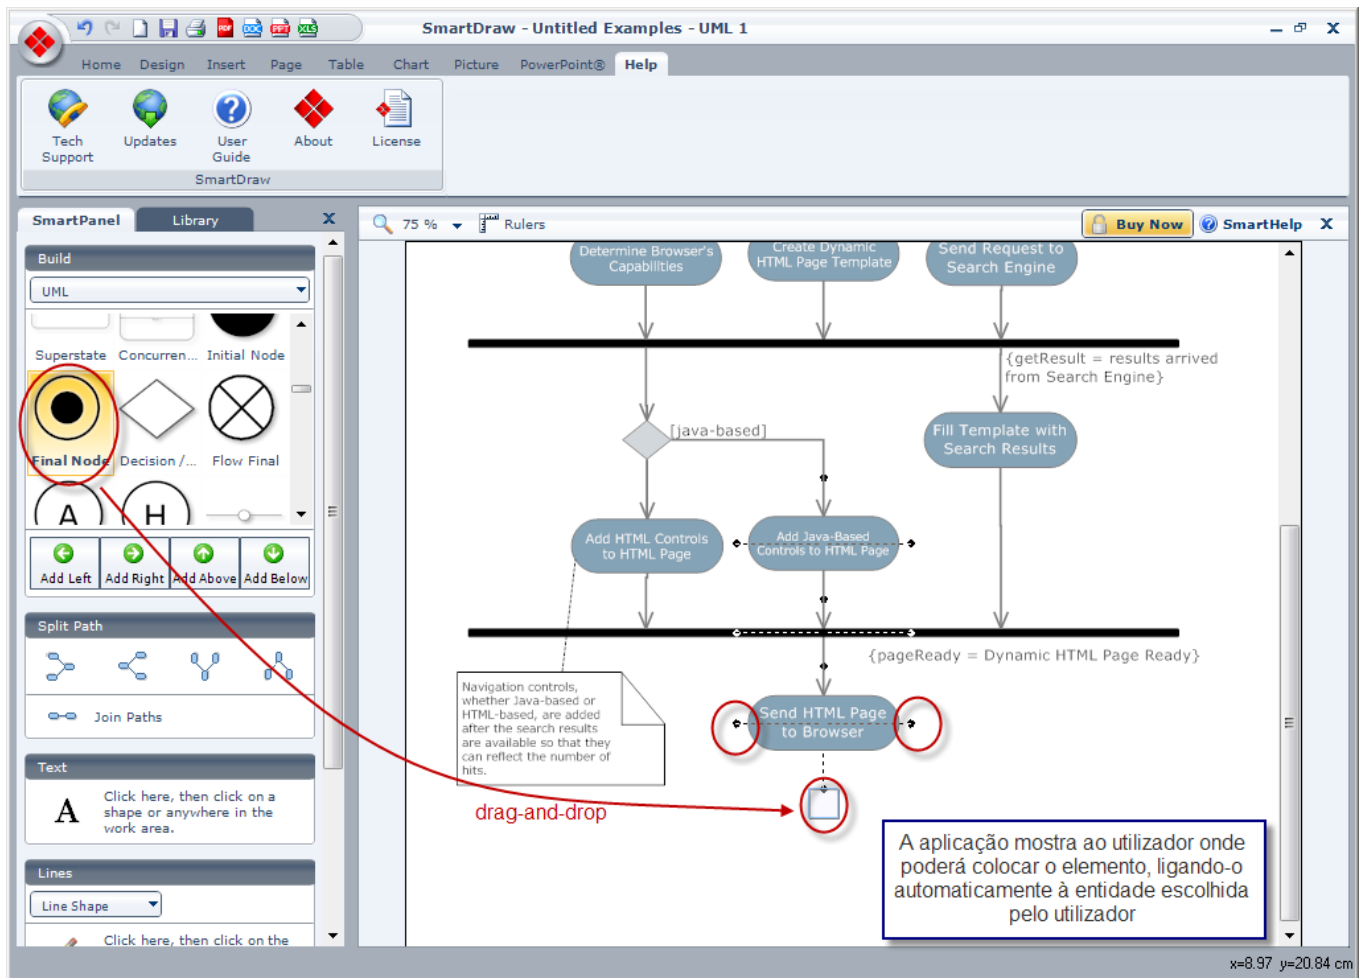 PDF DOC PPT XLS
SmartDraw - Untitled Examples - UML 1
Home Design Insert Page Table Chart Picture PowerPoint® Help
Tech
Support
Updates
User
Guide
About
License
SmartDraw
SmartPanel
Library
X
75 %
Rulers
Buy Now
SmartHelp
X
Build
UML
Superstate
Concurren...
Initial Node
Final Node
Decision /...
Flow Final
A
H
Add Left
Add Right
Add Above
Add Below
Split Path
Join Paths
Text
A
Click here, then click on a
shape or anywhere in the
work area.
Lines
Line Shape
Click here, then click on the
Determine Browser's
Capabilities
Create Dynamic
HTML Page Template
Send Request to
Search Engine
{getResult = results arrived
from Search Engine}
[java-based]
Fill Template with
Search Results
Add HTML Controls
to HTML Page
Add Java-Based
Controls to HTML Page
{pageReady = Dynamic HTML Page Ready}
Navigation controls,
whether Java-based or
HTML-based, are added
after the search results
are available so that they
can reflect the number of
hits.
Send HTML Page
to Browser
drag-and-drop
A aplicação mostra ao utilizador onde
poderá colocar o elemento, ligando-o
automaticamente à entidade escolhida
pelo utilizador
x=8.97 y=20.84 cm